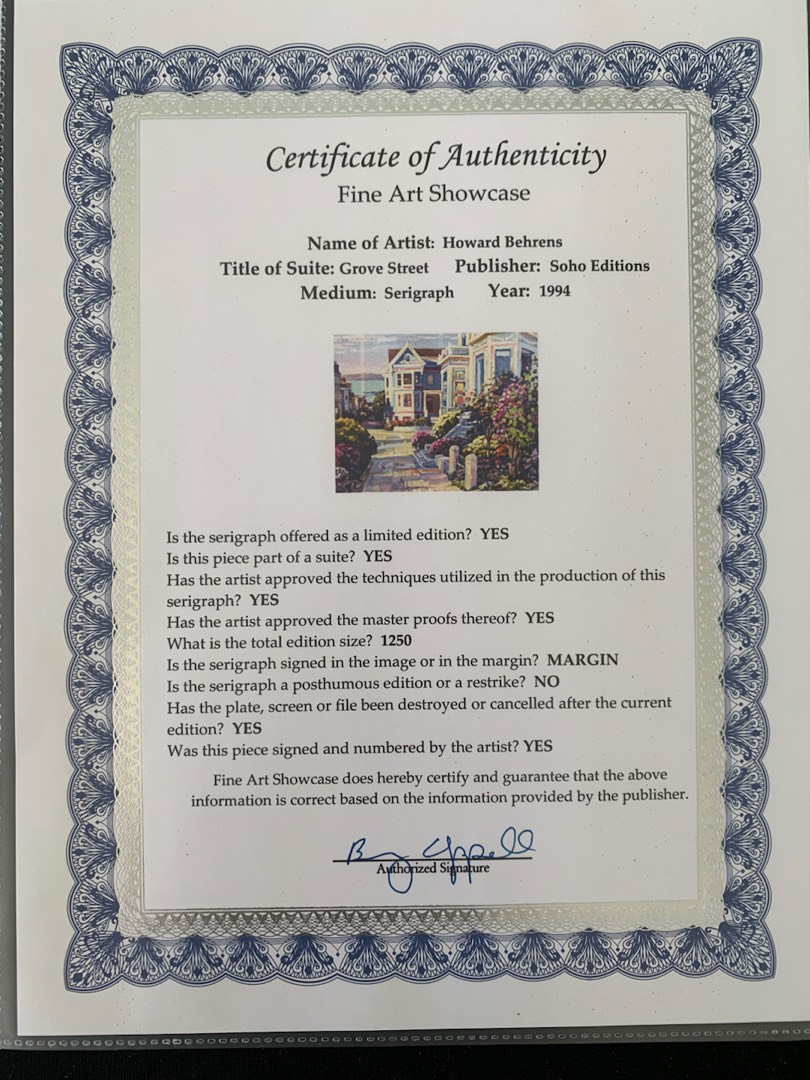 Certificate of Authenticity
Fine Art Showcase
Name of Artist: Howard Behrens
Title of Suite: Grove Street Publisher: Soho Editions
Medium: Serigraph Year: 1994
Is the serigraph offered as a limited edition? YES
Is this piece part of a suite? YES
Has the artist approved the techniques utilized in the production of this
serigraph? YES
Has the artist approved the master proofs thereof? YES
What is the total edition size? 1250
Is the serigraph signed in the image or in the margin? MARGIN
Is the serigraph a posthumous edition or a restrike? NO
Has the plate, screen or file been destroyed or cancelled after the current
edition? YES
Was this piece signed and numbered by the artist? YES
Fine Art Showcase does hereby certify and guarantee that the above
information is correct based on the information provided by the publisher.
Authorized Signature